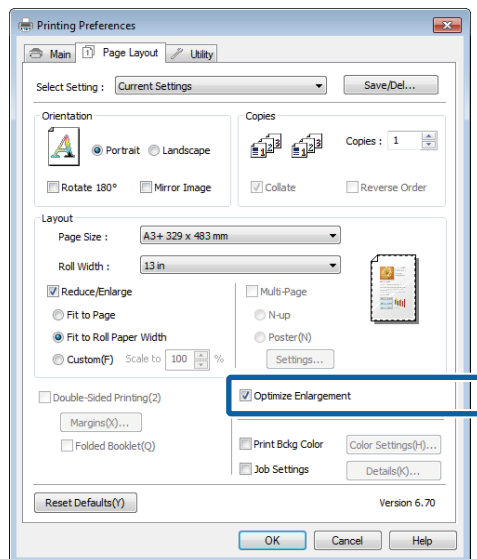 Printing Preferences
Main Page Layout Utility
Select Setting : Current Settings Save/Del...
Orientation Copies
Portrait Landscape Copies : 1
Rotate 180° Mirror Image Collate Reverse Order
Layout
Page Size : A3+ 329 x 483 mm
Roll Width : 13 in
Reduce/Enlarge Multi-Page
Fit to Page N-up
Fit to Roll Paper Width Poster(N)
Custom(F) Scale to 100 % Settings...
Double-Sided Printing(2) Optimize Enlargement
Margins(X)...
Folded Booklet(Q) Print Bckg Color Color Settings(H)...
Job Settings Details(K)...
Reset Defaults(Y) Version 6.70
OK Cancel Help